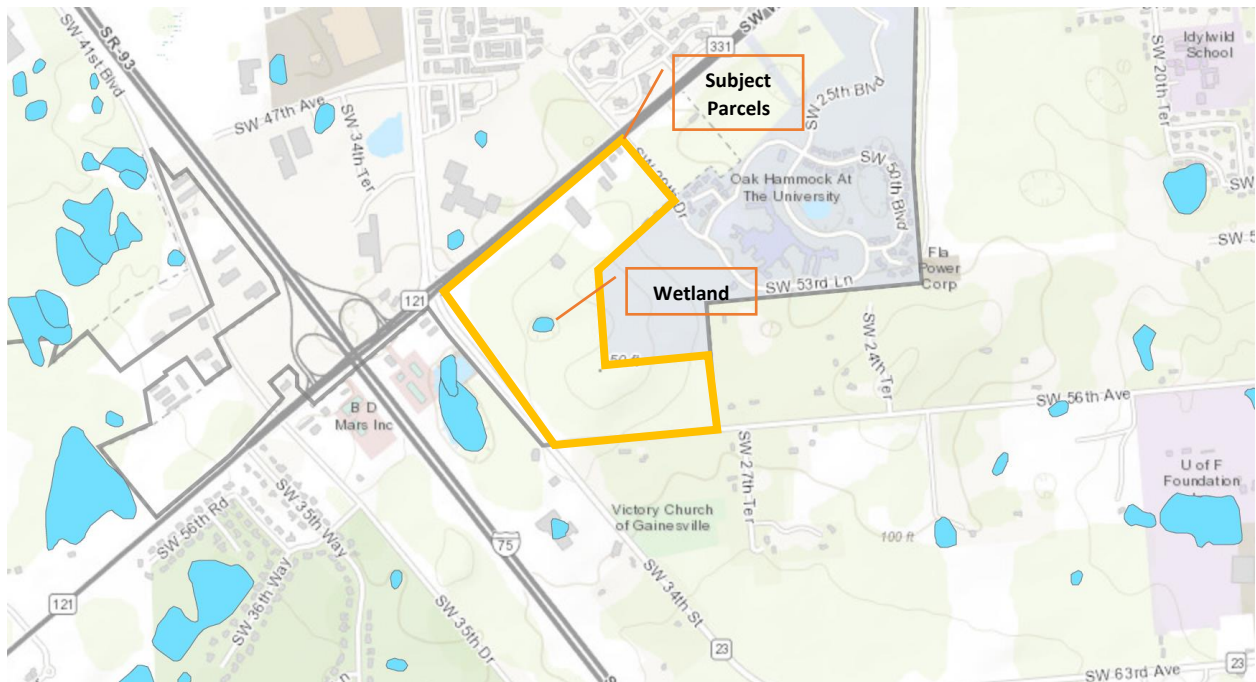 SW 41st Blvd
SR-93
SW 47th Ave
SW 34th Ter
331
Subject
Parcels
SW 25th Blvd
SW 20th Ter
Idylwild
School
SW 29th Dr
Oak Hammock At
The University
SW 50th Blvd
SW 53rd Ln
Fla
Power
Corp
121
Wetland
50 ft
SW 24th Ter
B D
Mars Inc
SW 56th Ave
SW 27th Ter
U of F
Foundation
Victory Church
of Gainesville
100 ft
SW 56th Rd
SW 35th Way
SW 36th Way
75
SW 34th St
121
SW 35th Dr
23
SW 63rd Ave
23